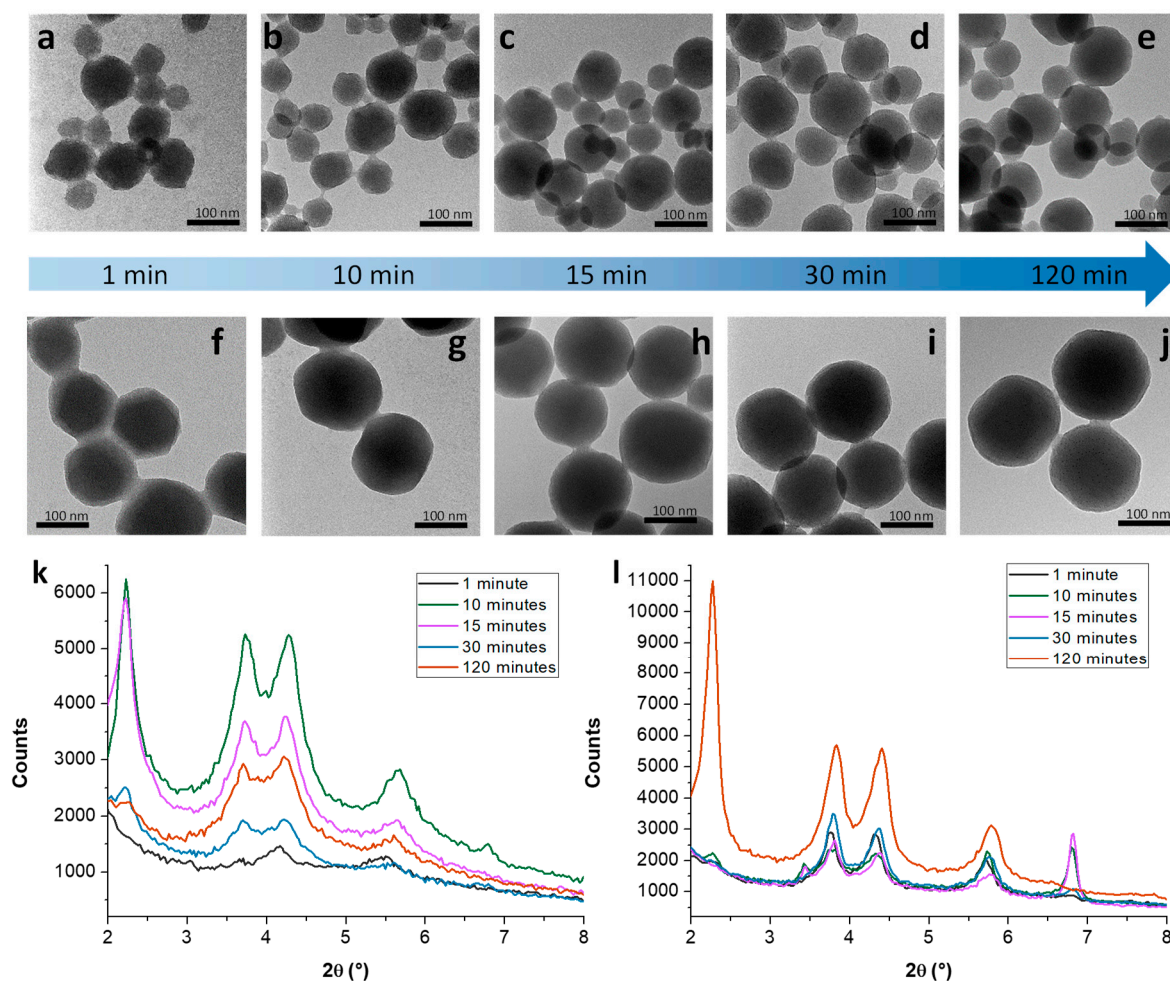 a
b
c
d
e
100 nm
100 nm
100 nm
100 nm
100 nm
1 min
10 min
15 min
30 min
120 min
f
g
h
i
j
100 nm
100 nm
100 nm
100 nm
100 nm
k
1 minute
10 minutes
15 minutes
30 minutes
120 minutes
6000
5000
4000
3000
2000
1000
Counts
2 3 4 5 6 7 8
2θ (°)
l
1 minute
10 minutes
15 minutes
30 minutes
120 minutes
11000
10000
9000
8000
7000
6000
5000
4000
3000
2000
1000
Counts
2 3 4 5 6 7 8
2θ (°)